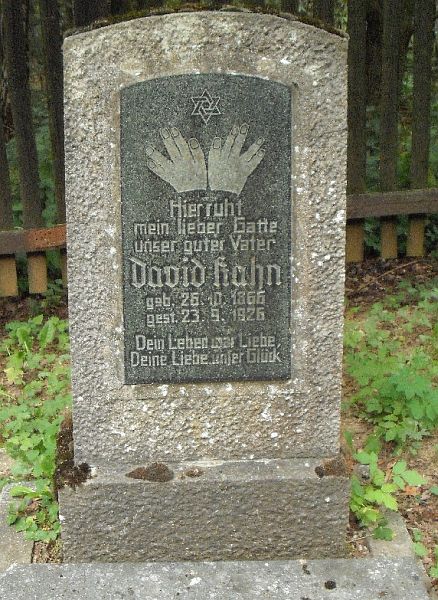 Hier ruht
mein lieber Gatte
unser guter Vater
David Kahn
geb. 26. 10. 1866
gest. 23. 9. 1926
Dein Leben war Liebe,
Deine Liebe unser Glück